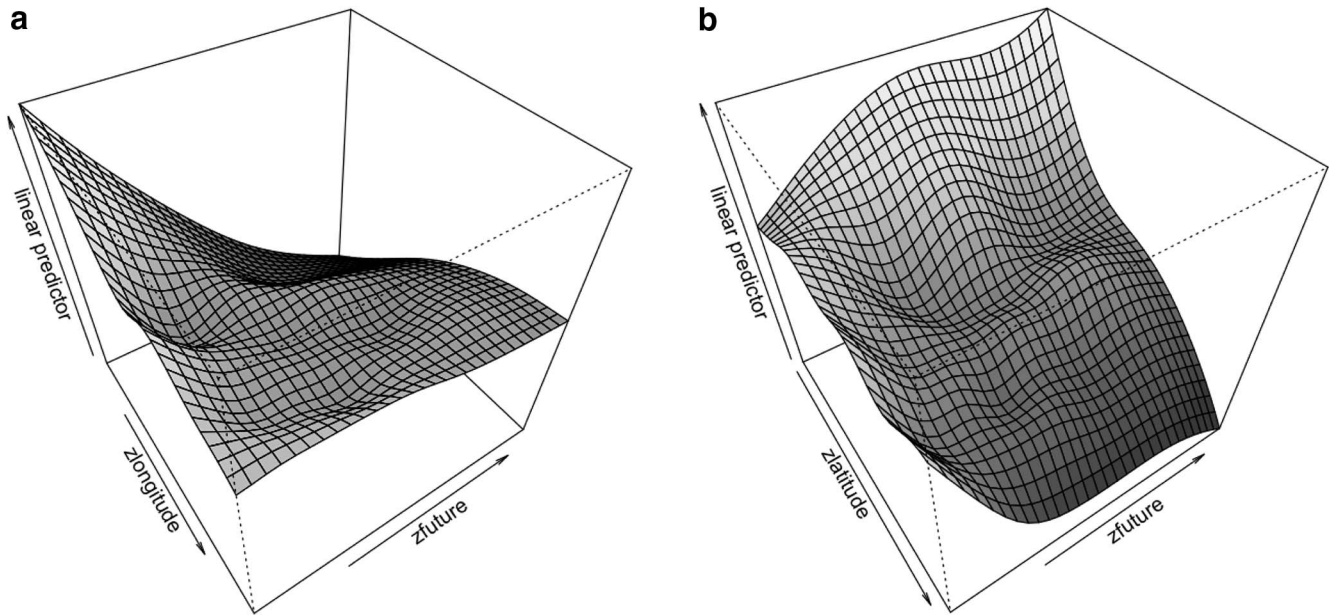 a
linear predictor
zlongitude
zfuture
b
linear predictor
zlatitude
zfuture